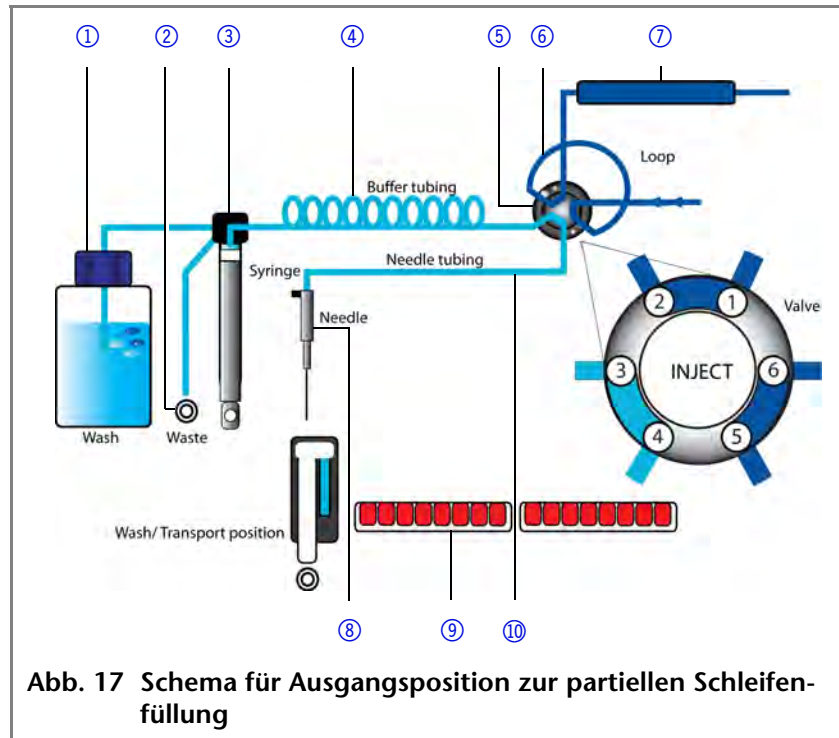 ① ② ③ ④ ⑤ ⑥ ⑦
Loop
Buffer tubing
Syringe
Needle tubing
Needle
Valve
2 1
3 INJECT 6
4 5
Wash Waste
Wash/ Transport position
⑧ ⑨ ⑩
Abb. 17 Schema für Ausgangsposition zur partiellen Schleifen-
füllung